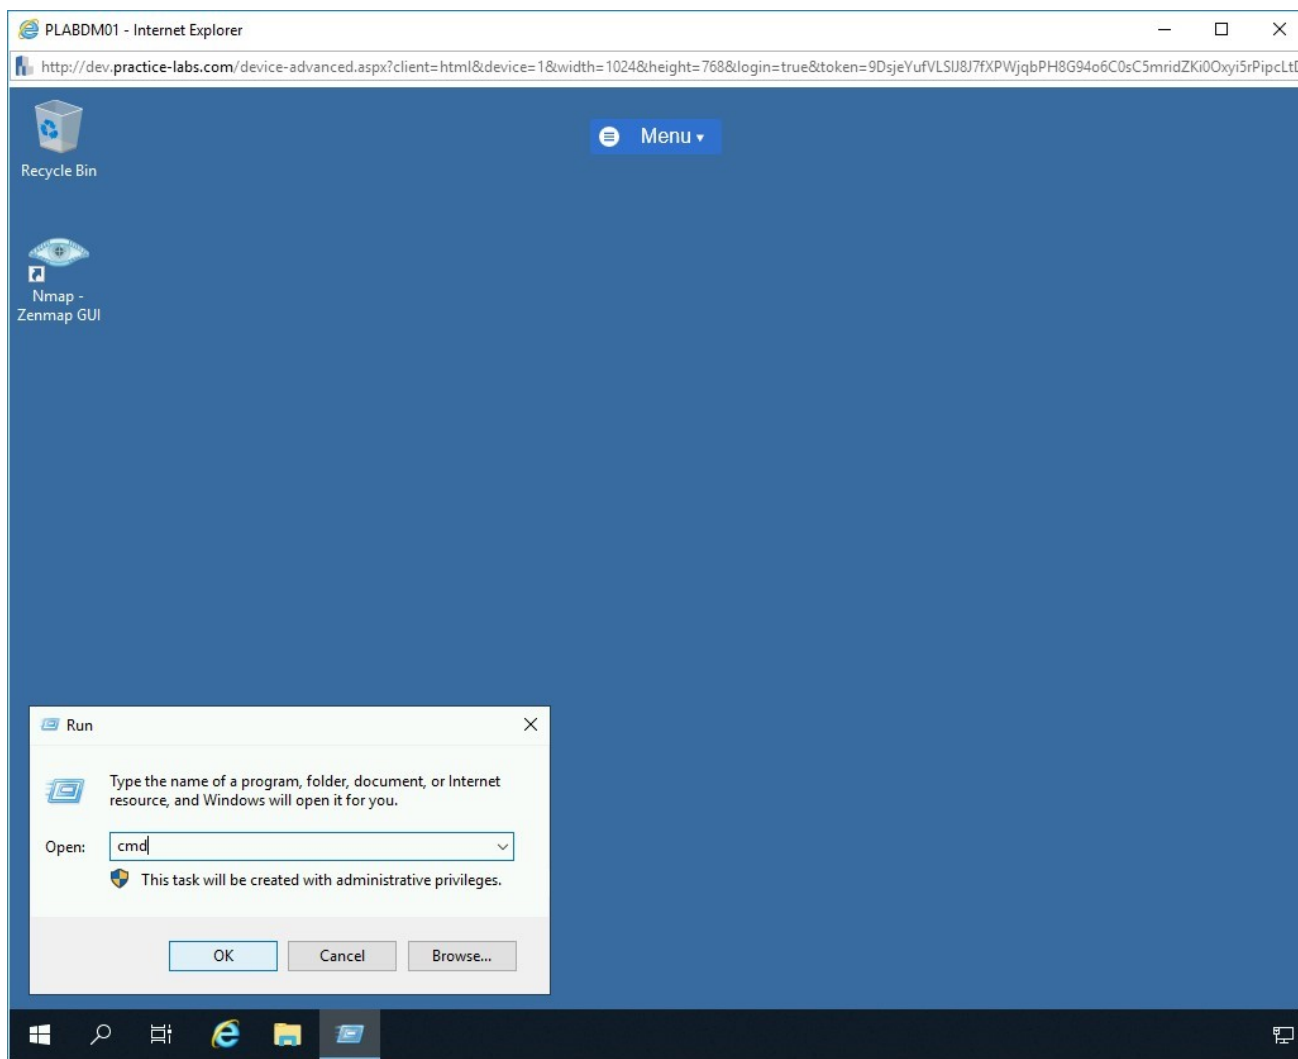 PLABDM01 - Internet Explorer
http://dev.practice-labs.com/device-advanced.aspx?client=html&device=1&width=1024&height=768&login=true&token=
Recycle Bin
Menu
Nmap -
Zenmap GUI
Run
Type the name of a program, folder, document, or Internet
resource, and Windows will open it for you.
Open:
cmd
This task will be created with administrative privileges.
OK
Cancel
Browse...